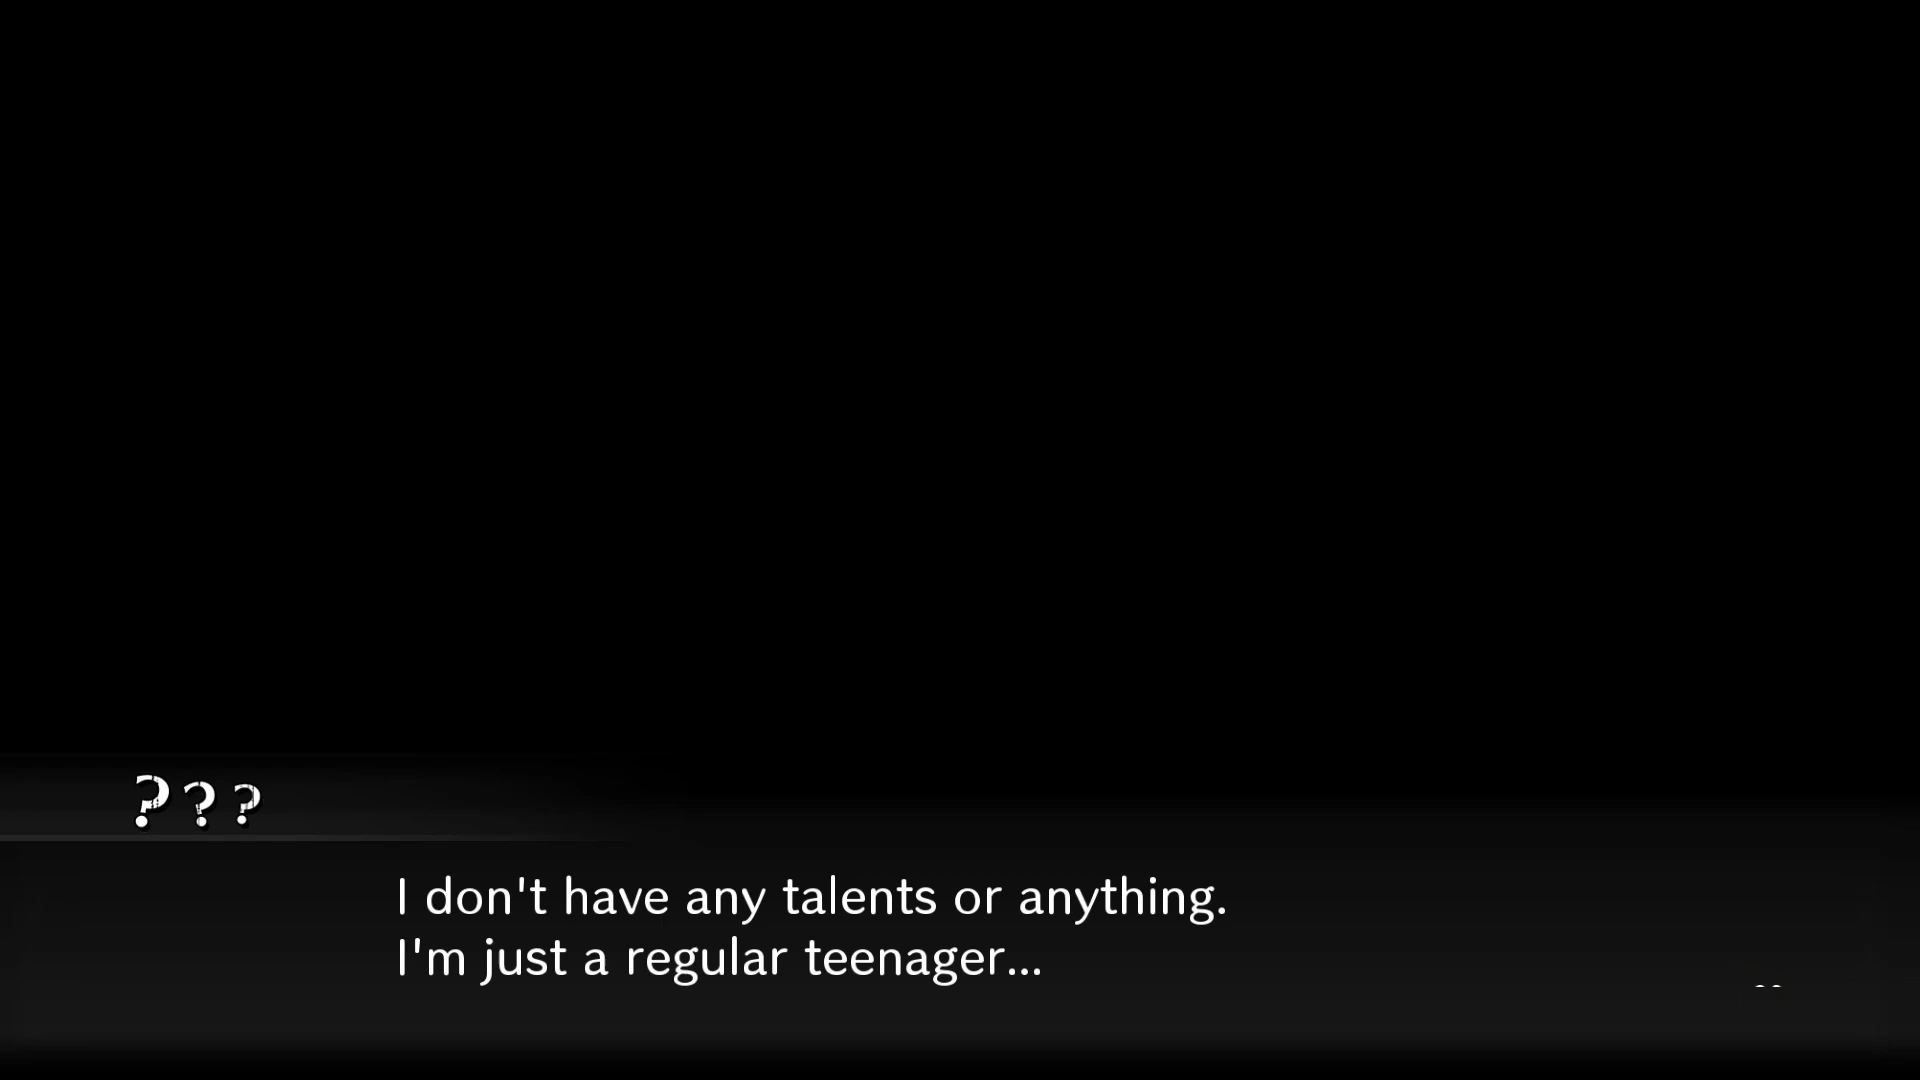 ???
I don't have any talents or anything.
I'm just a regular teenager...